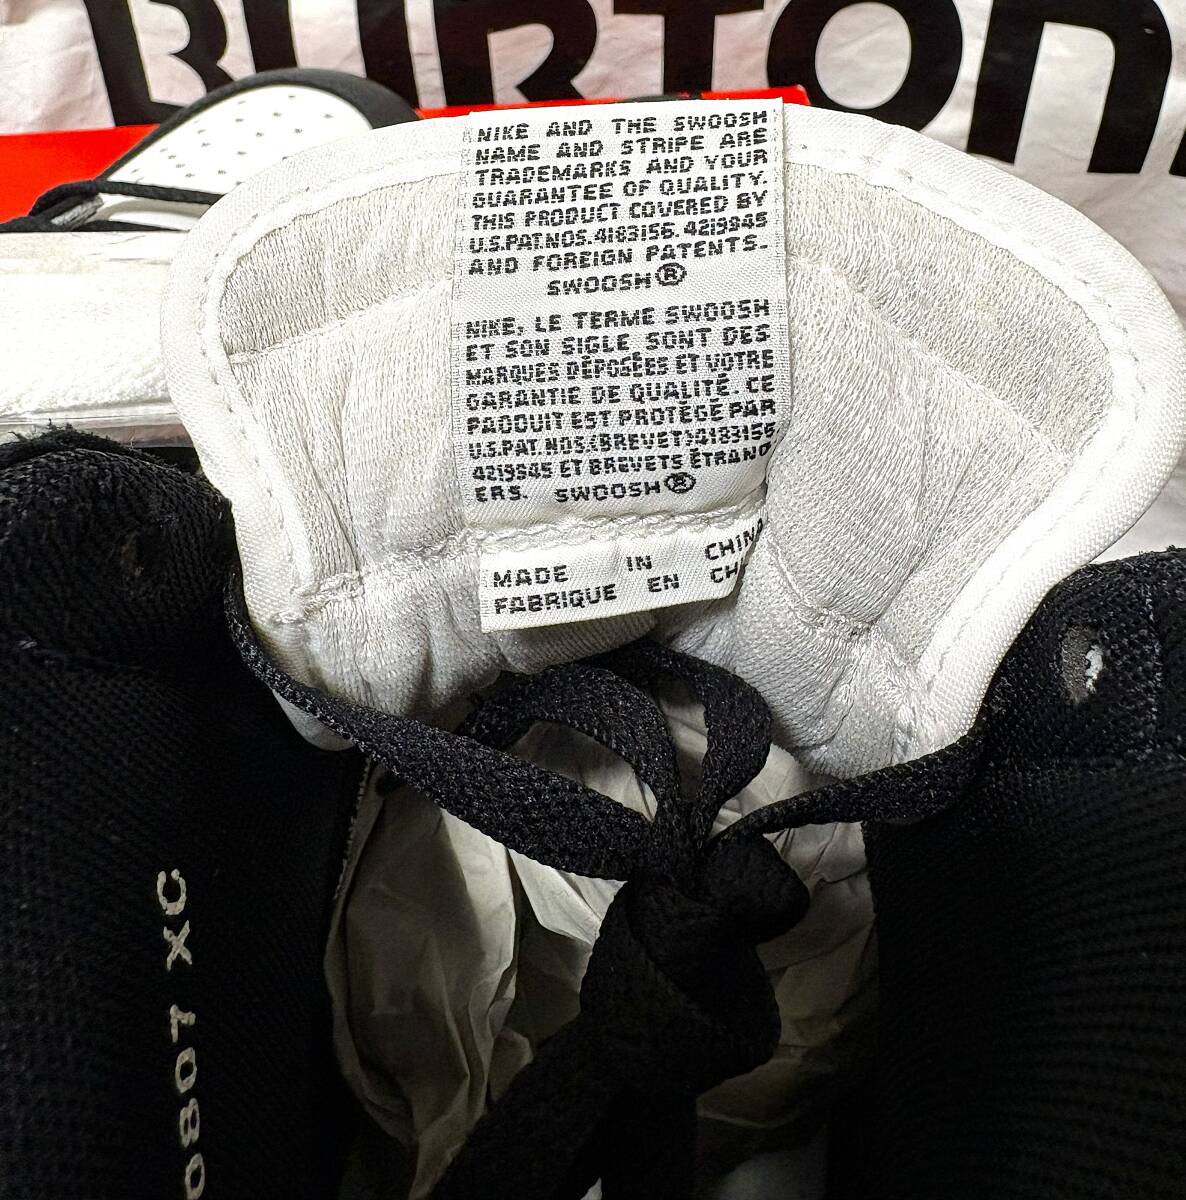 BURTON
NIKE AND THE SWOOSH
NAME AND STRIPE ARE
TRADEMARKS AND YOUR
GUARANTEE OF QUALITY.
THIS PRODUCT COVERED BY
U.S.PAT.NOS.4183156.4219945
AND FOREIGN PATENTS.
SWOOSH®
NIKE, LE TERME SWOOSH
ET SON SIGLE SONT DES
MARQUES DÉPOSÉES ET VOTRE
GARANTIE DE QUALITÉ. CE
PRODUIT EST PROTÉGÉ PAR
U.S.PAT.NOS.(BREVET)4183156,
4219945 ET BREVETS ÉTRANG
ERS. SWOOSH®
MADE IN CHINA
FABRIQUE EN CH
0807 XC